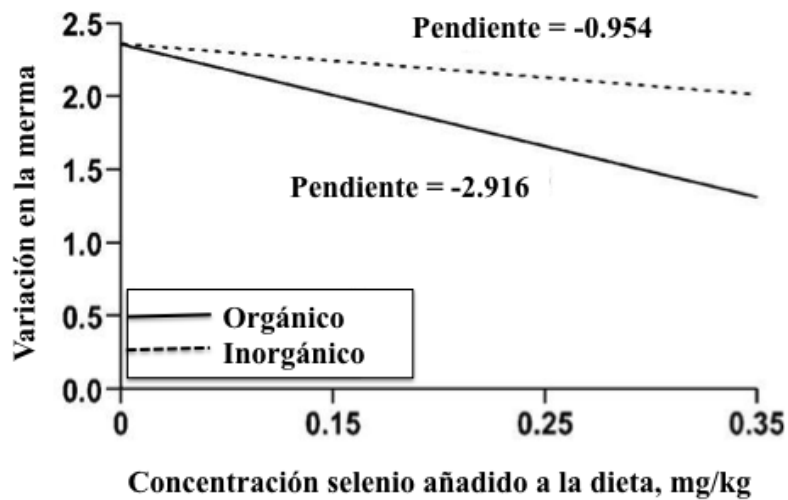 Pendiente = -0.954
Pendiente = -2.916
Variación en la merma
2.5
2.0
1.5
1.0
0.5
0.0
Orgánico
Inorgánico
0
0.15
0.25
0.35
Concentración selenio añadido a la dieta, mg/kg